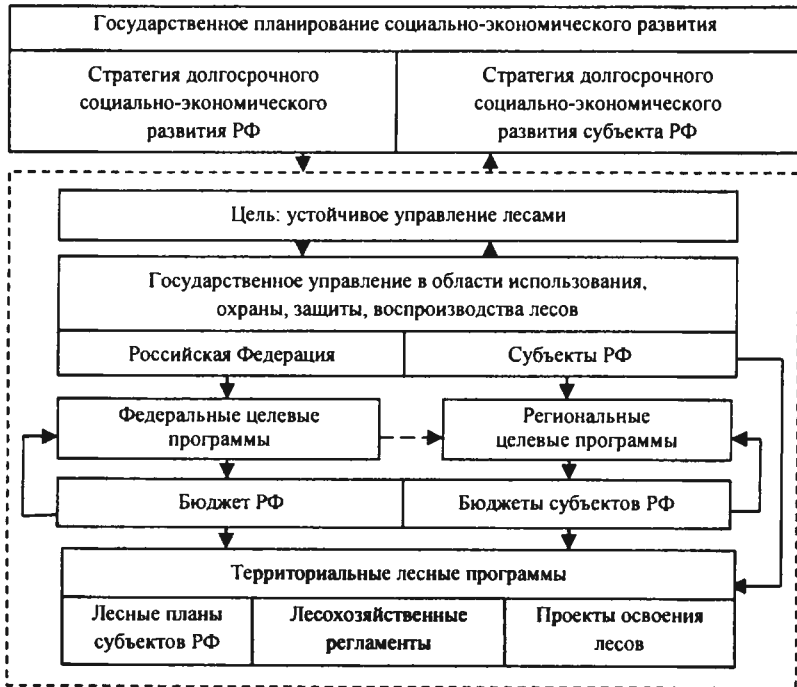 Государственное планирование социально-экономического развития
Стратегия долгосрочного
социально-экономического
развития РФ
Стратегия долгосрочного
социально-экономического
развития субъекта РФ
Цель: устойчивое управление лесами
Государственное управление в области использования,
охраны, защиты, воспроизводства лесов
Российская Федерация
Субъекты РФ
Федеральные целевые
программы
Региональные
целевые программы
Бюджет РФ
Бюджеты субъектов РФ
Территориальные лесные программы
Лесные планы
субъектов РФ
Лесохозяйственные
регламенты
Проекты освоения
лесов